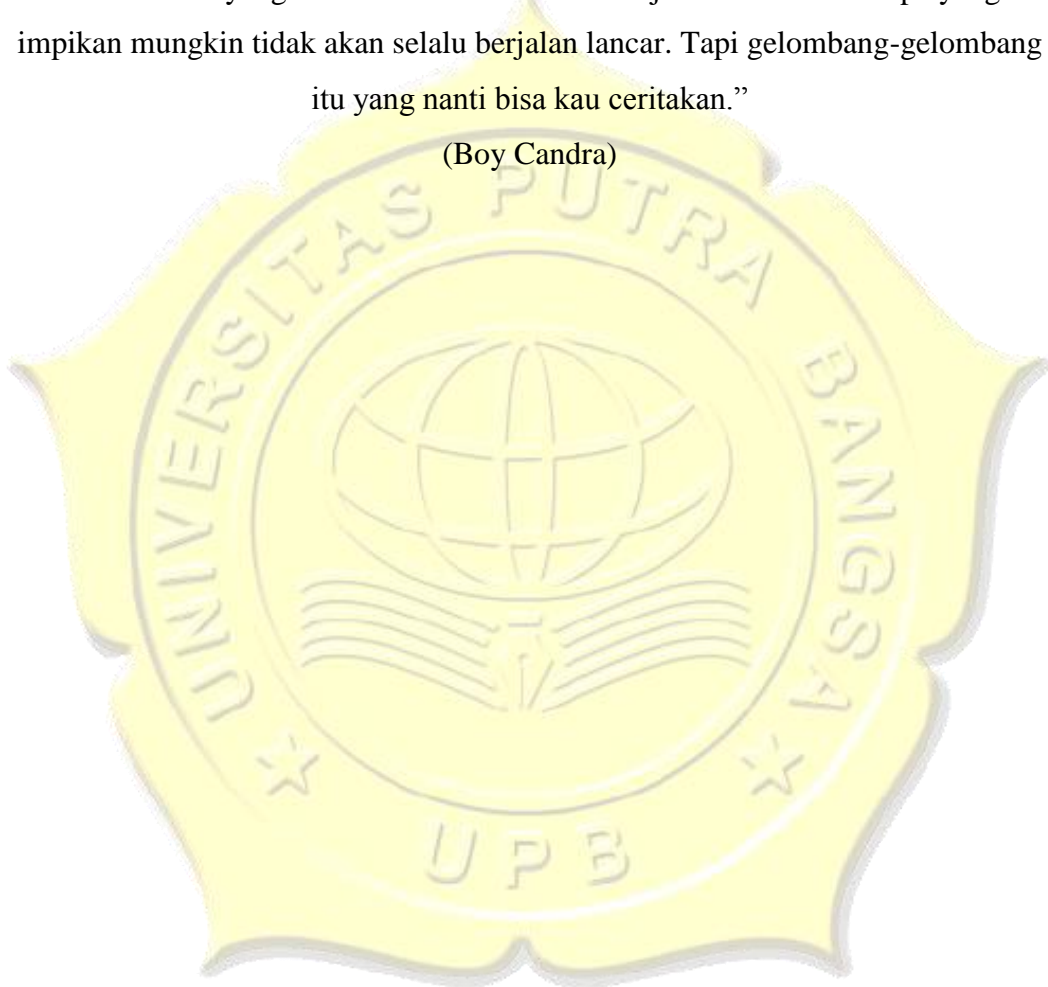 impikan mungkin tidak akan selalu berjalan lancar. Tapi gelombang-gelombang
itu yang nanti bisa kau ceritakan.”
(Boy Candra)
UNIVERSITAS PUTRA BANGSA
UPB